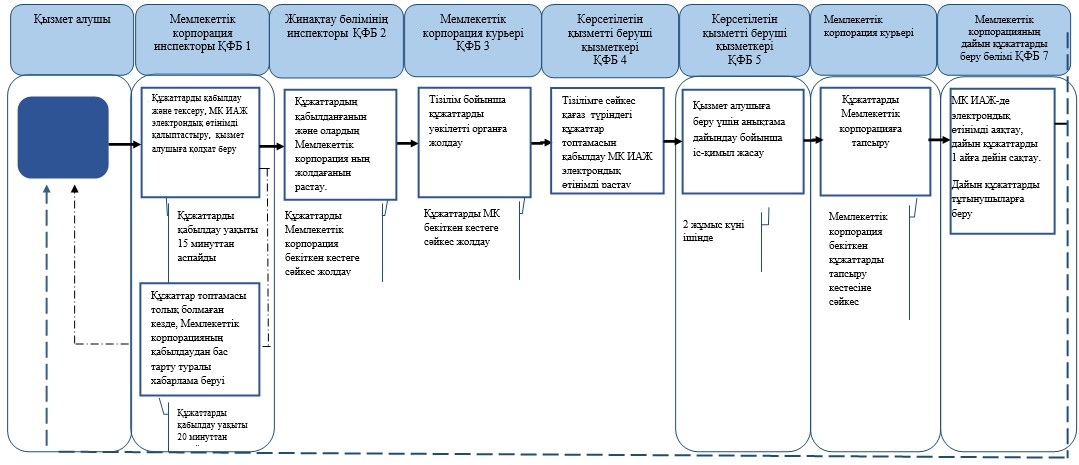 Қызмет алушы
Мемлекеттік
корпорация
инспекторы ҚФБ 1
Жинақтау бөлімінің
инспекторы ҚФБ 2
Мемлекеттік
корпорация курьері
ҚФБ 3
Көрсетілетін
қызметті беруші
қызметкері
ҚФБ 4
Көрсетілетін
қызметті беруші
қызметкері
ҚФБ 5
Мемлекеттік
корпорация курьері
Мемлекеттік
корпорацияның
дайын құжаттарды
беру бөлімі ҚФБ 7
Құжаттарды қабылдау
және тексеру, МК ИАЖ
электрондық өтінімді
қалыптастыру, қызмет
алушыға қолхат беру
Құжаттарды
қабылдау уақыты
15 минуттан
аспайды
Құжаттар топтамасы
толық болмаған
кезде, Мемлекеттік
корпорацияның
қабылдаудан бас
тарту туралы
хабарлама беруі
Құжаттарды
қабылдау уақыты
20 минуттан
Құжаттардың
қабылданғанын
және олардың
Мемлекеттік
корпорация ның
жолдағанын
растау.
Құжаттарды
Мемлекеттік
корпорация
бекіткен кестеге
сәйкес жолдау
Тізілім бойынша
құжаттарды
уәкілетті органға
жолдау
Құжаттарды МК
бекіткен кестеге
сәйкес жолдау
Тізілімге сәйкес
қағаз түріндегі
құжаттар
топтамасын
қабылдау МК ИАЖ
электрондық
өтінімді растау
Қызмет алушыға
беру үшін анықтама
дайындау бойынша
іс-қимыл жасау
2 жұмыс күні
ішінде
Құжаттарды
Мемлекеттік
корпорацияға
тапсыру
Мемлекеттік
корпорация
бекіткен
құжаттарды
тапсыру
кестесіне
сәйкес
МК ИАЖ-де
электрондық
өтінімді аяқтау,
дайын құжаттарды
1 айға дейін сақтау.
Дайын құжаттарды
тұтынушыларға
беру